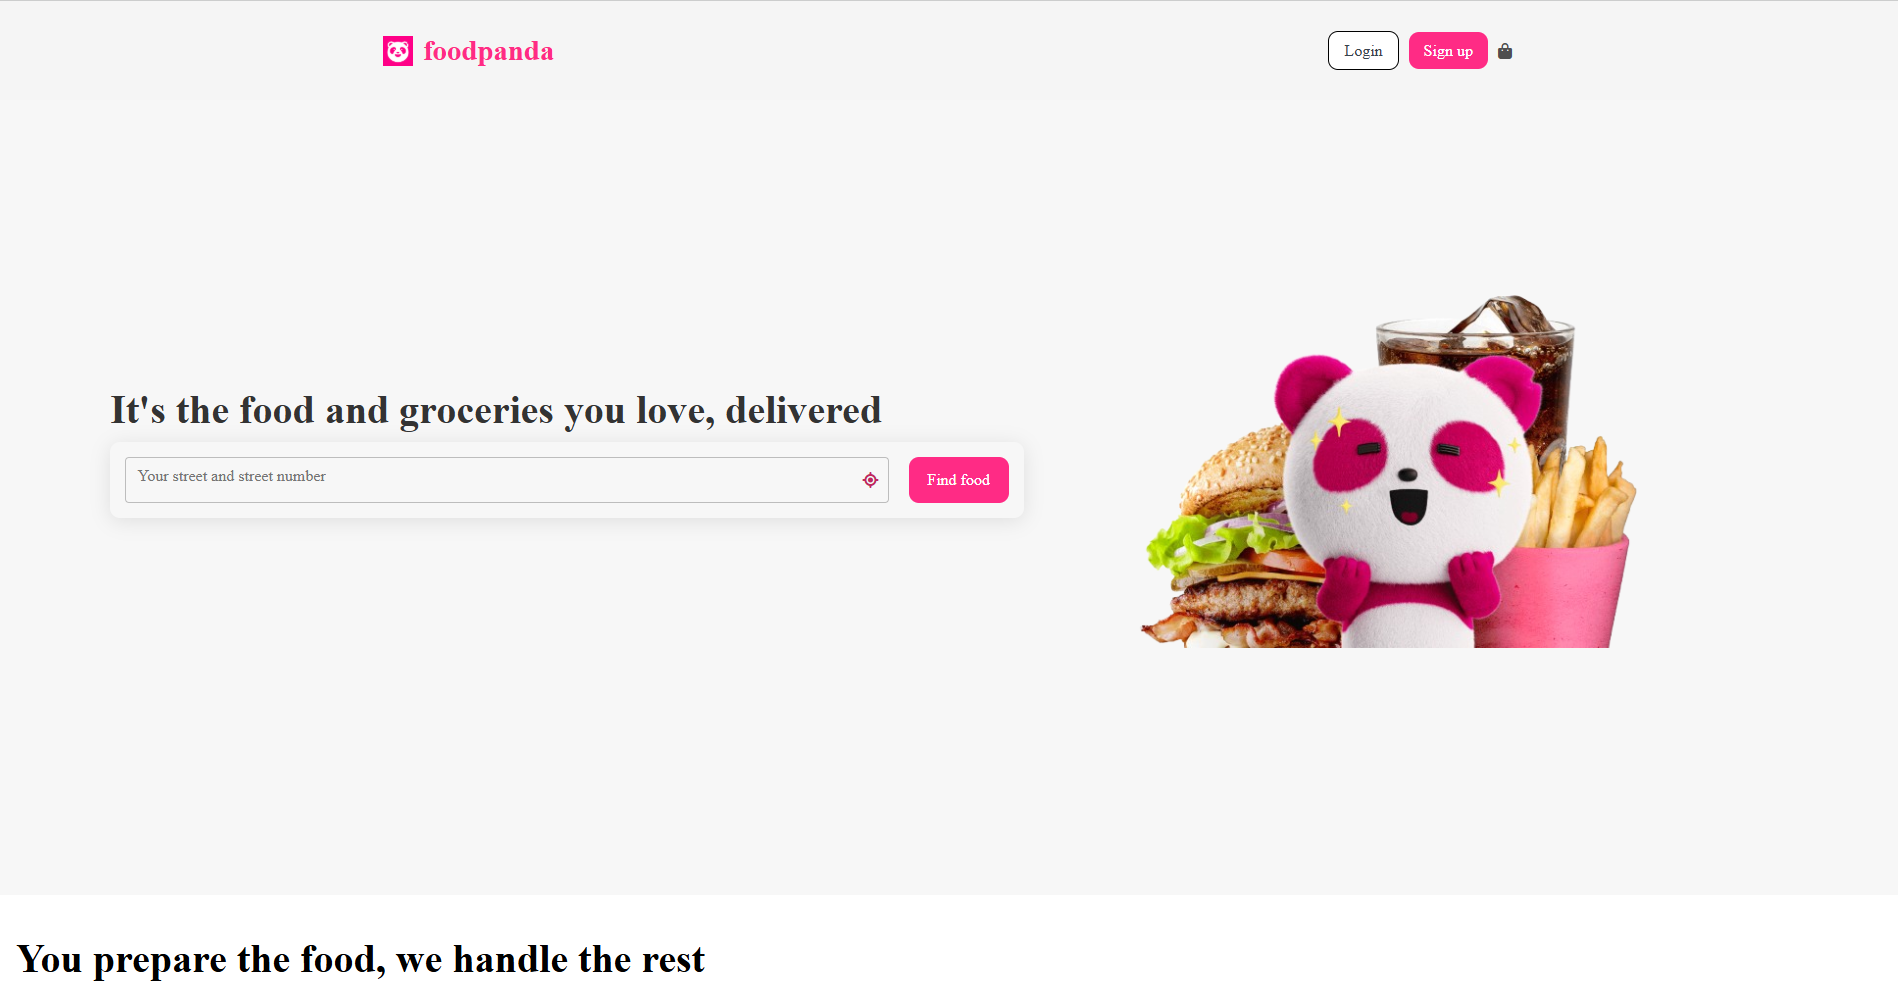 foodpanda
Login
Sign up
It's the food and groceries you love, delivered
Your street and street number
Find food
You prepare the food, we handle the rest